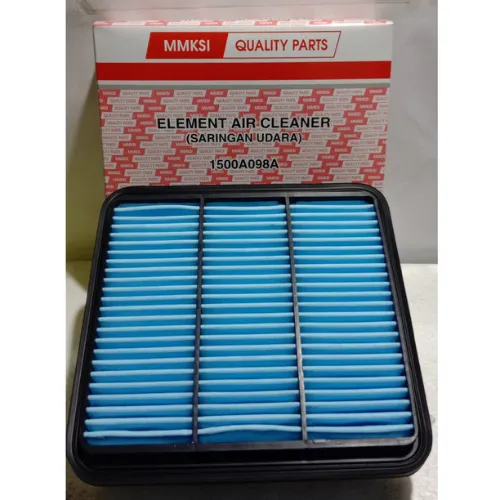 MMKSI QUALITY PARTS
ELEMENT AIR CLEANER
(SARINGAN UDARA)
1500A098A